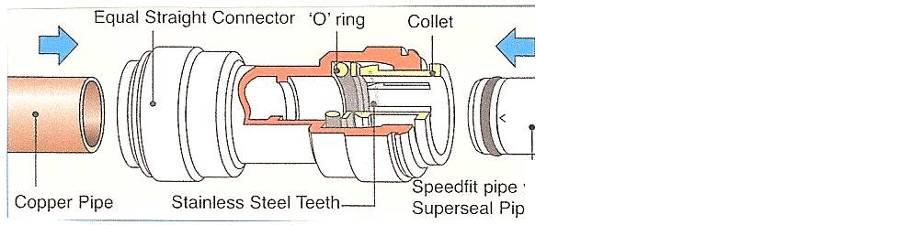 Equal Straight Connector 'O' ring Collet
Copper Pipe
Stainless Steel Teeth
Speedfit pipe
Superseal Pip